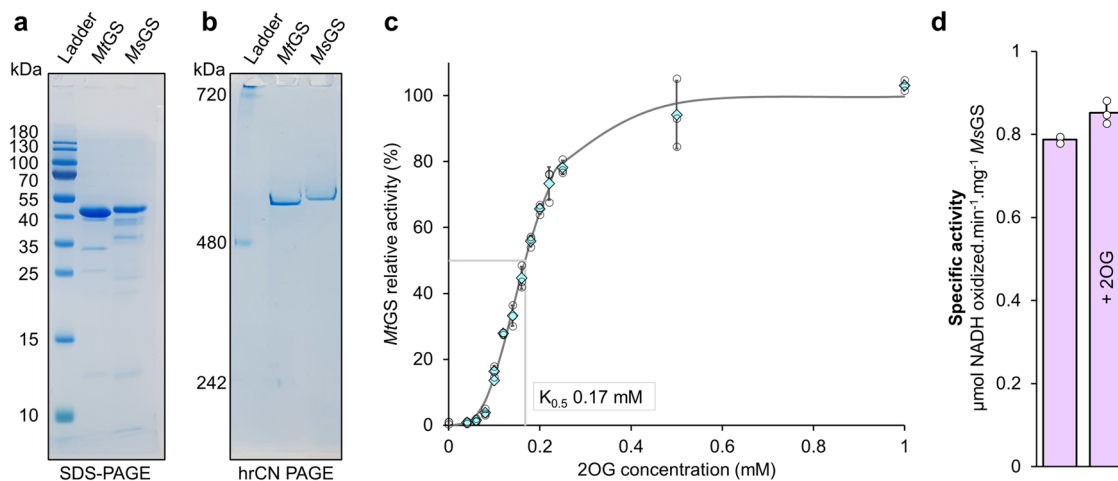 a
Ladder
MtGS
MsGS
kDa
180
130
100
70
55
40
35
25
15
10
SDS-PAGE
b
Ladder
MtGS
MsGS
kDa
720
480
242
hrCN PAGE
c
MtGS relative activity (%)
100
80
60
40
20
0
K0.5 0.17 mM
0
0.2
0.4
0.6
0.8
1
2OG concentration (mM)
d
Specific activity
µmol NADH oxidized.min-1.mg-1 MsGS
1
0.8
0.6
0.4
0.2
0
+ 2OG